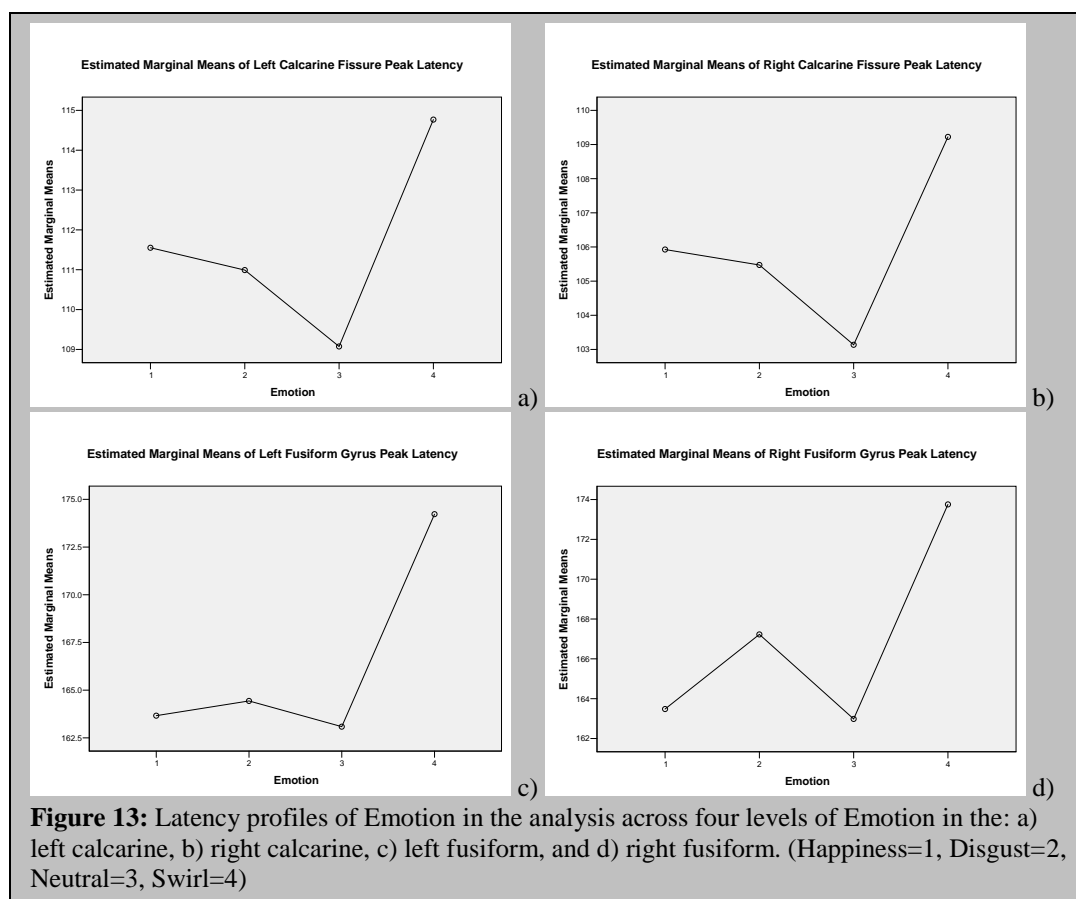 Estimated Marginal Means of Left Calcarine Fissure Peak Latency
Estimated Marginal Means
115
114
113
112
111
110
109
1 2 3 4
Emotion
a)
Estimated Marginal Means of Right Calcarine Fissure Peak Latency
Estimated Marginal Means
110
109
108
107
106
105
104
103
1 2 3 4
Emotion
b)
Estimated Marginal Means of Left Fusiform Gyrus Peak Latency
Estimated Marginal Means
175.0
172.5
170.0
167.5
165.0
162.5
1 2 3 4
Emotion
c)
Estimated Marginal Means of Right Fusiform Gyrus Peak Latency
Estimated Marginal Means
174
172
170
168
166
164
162
1 2 3 4
Emotion
d)
Figure 13: Latency profiles of Emotion in the analysis across four levels of Emotion in the: a)
left calcarine, b) right calcarine, c) left fusiform, and d) right fusiform. (Happiness=1, Disgust=2,
Neutral=3, Swirl=4)